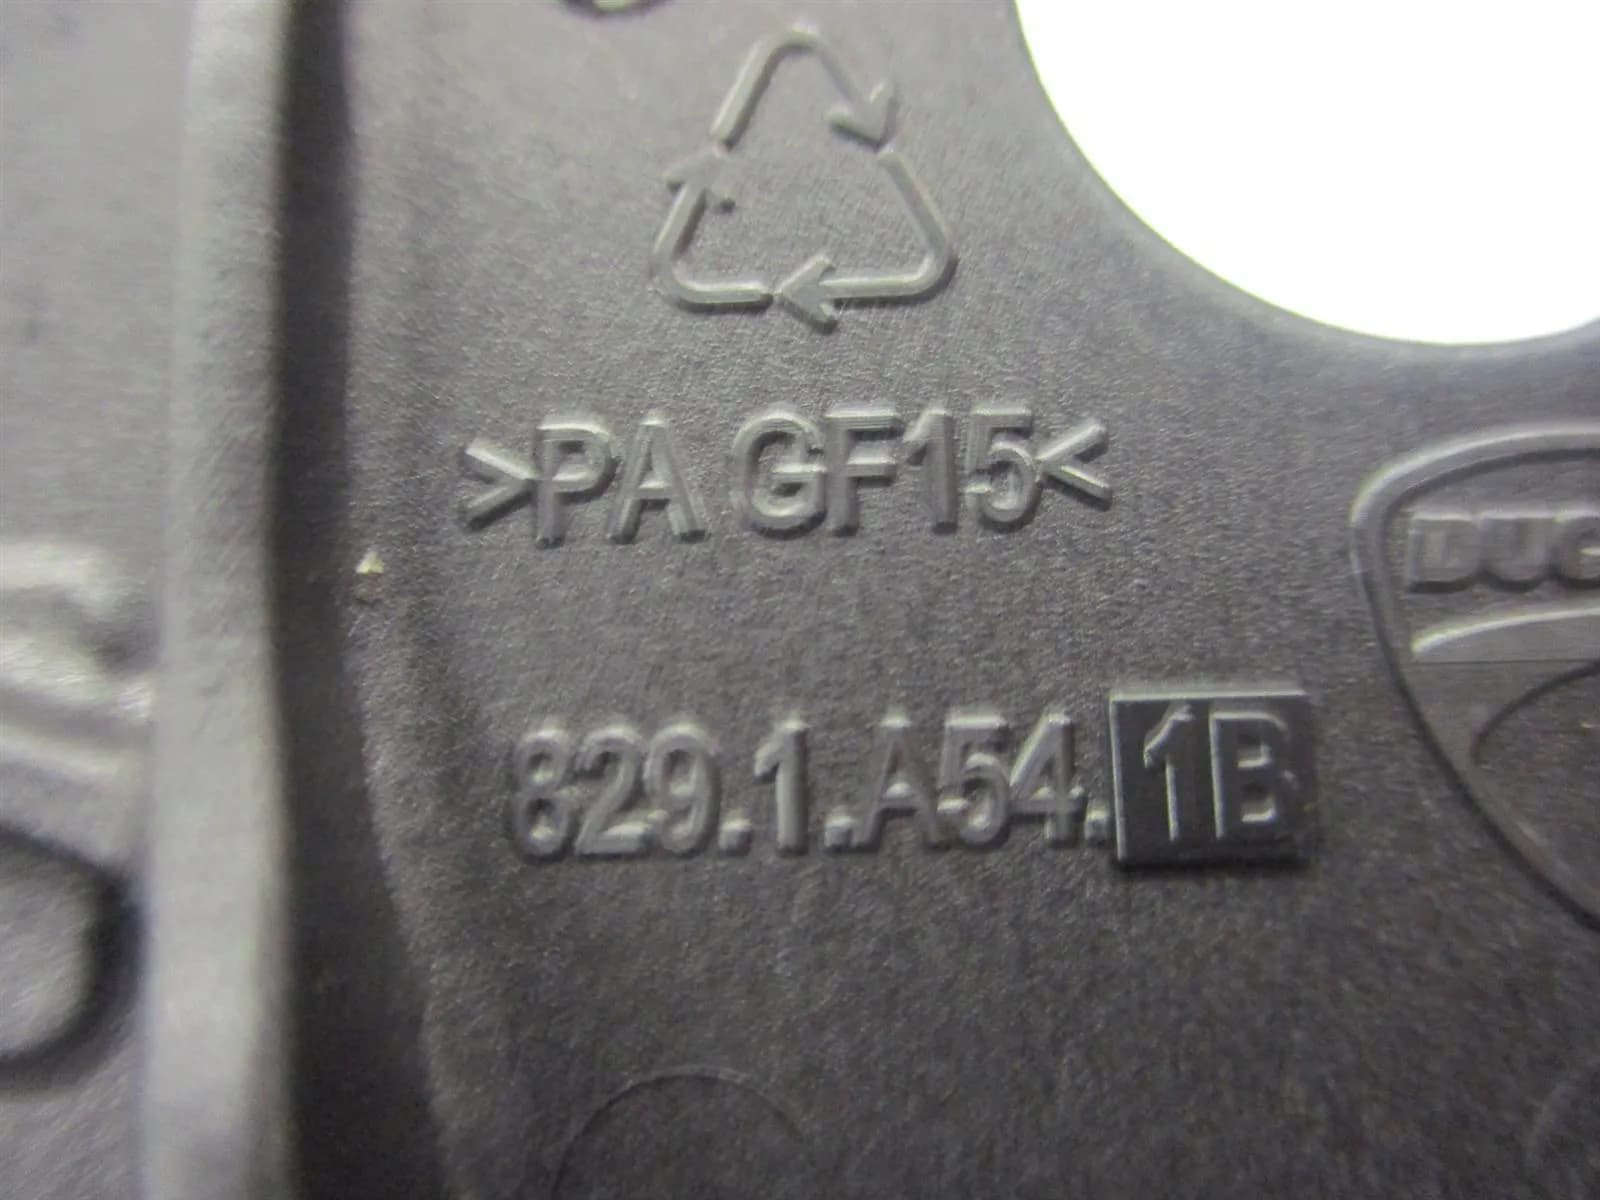 >PA GF15<
DUC
829.1.A54.1B